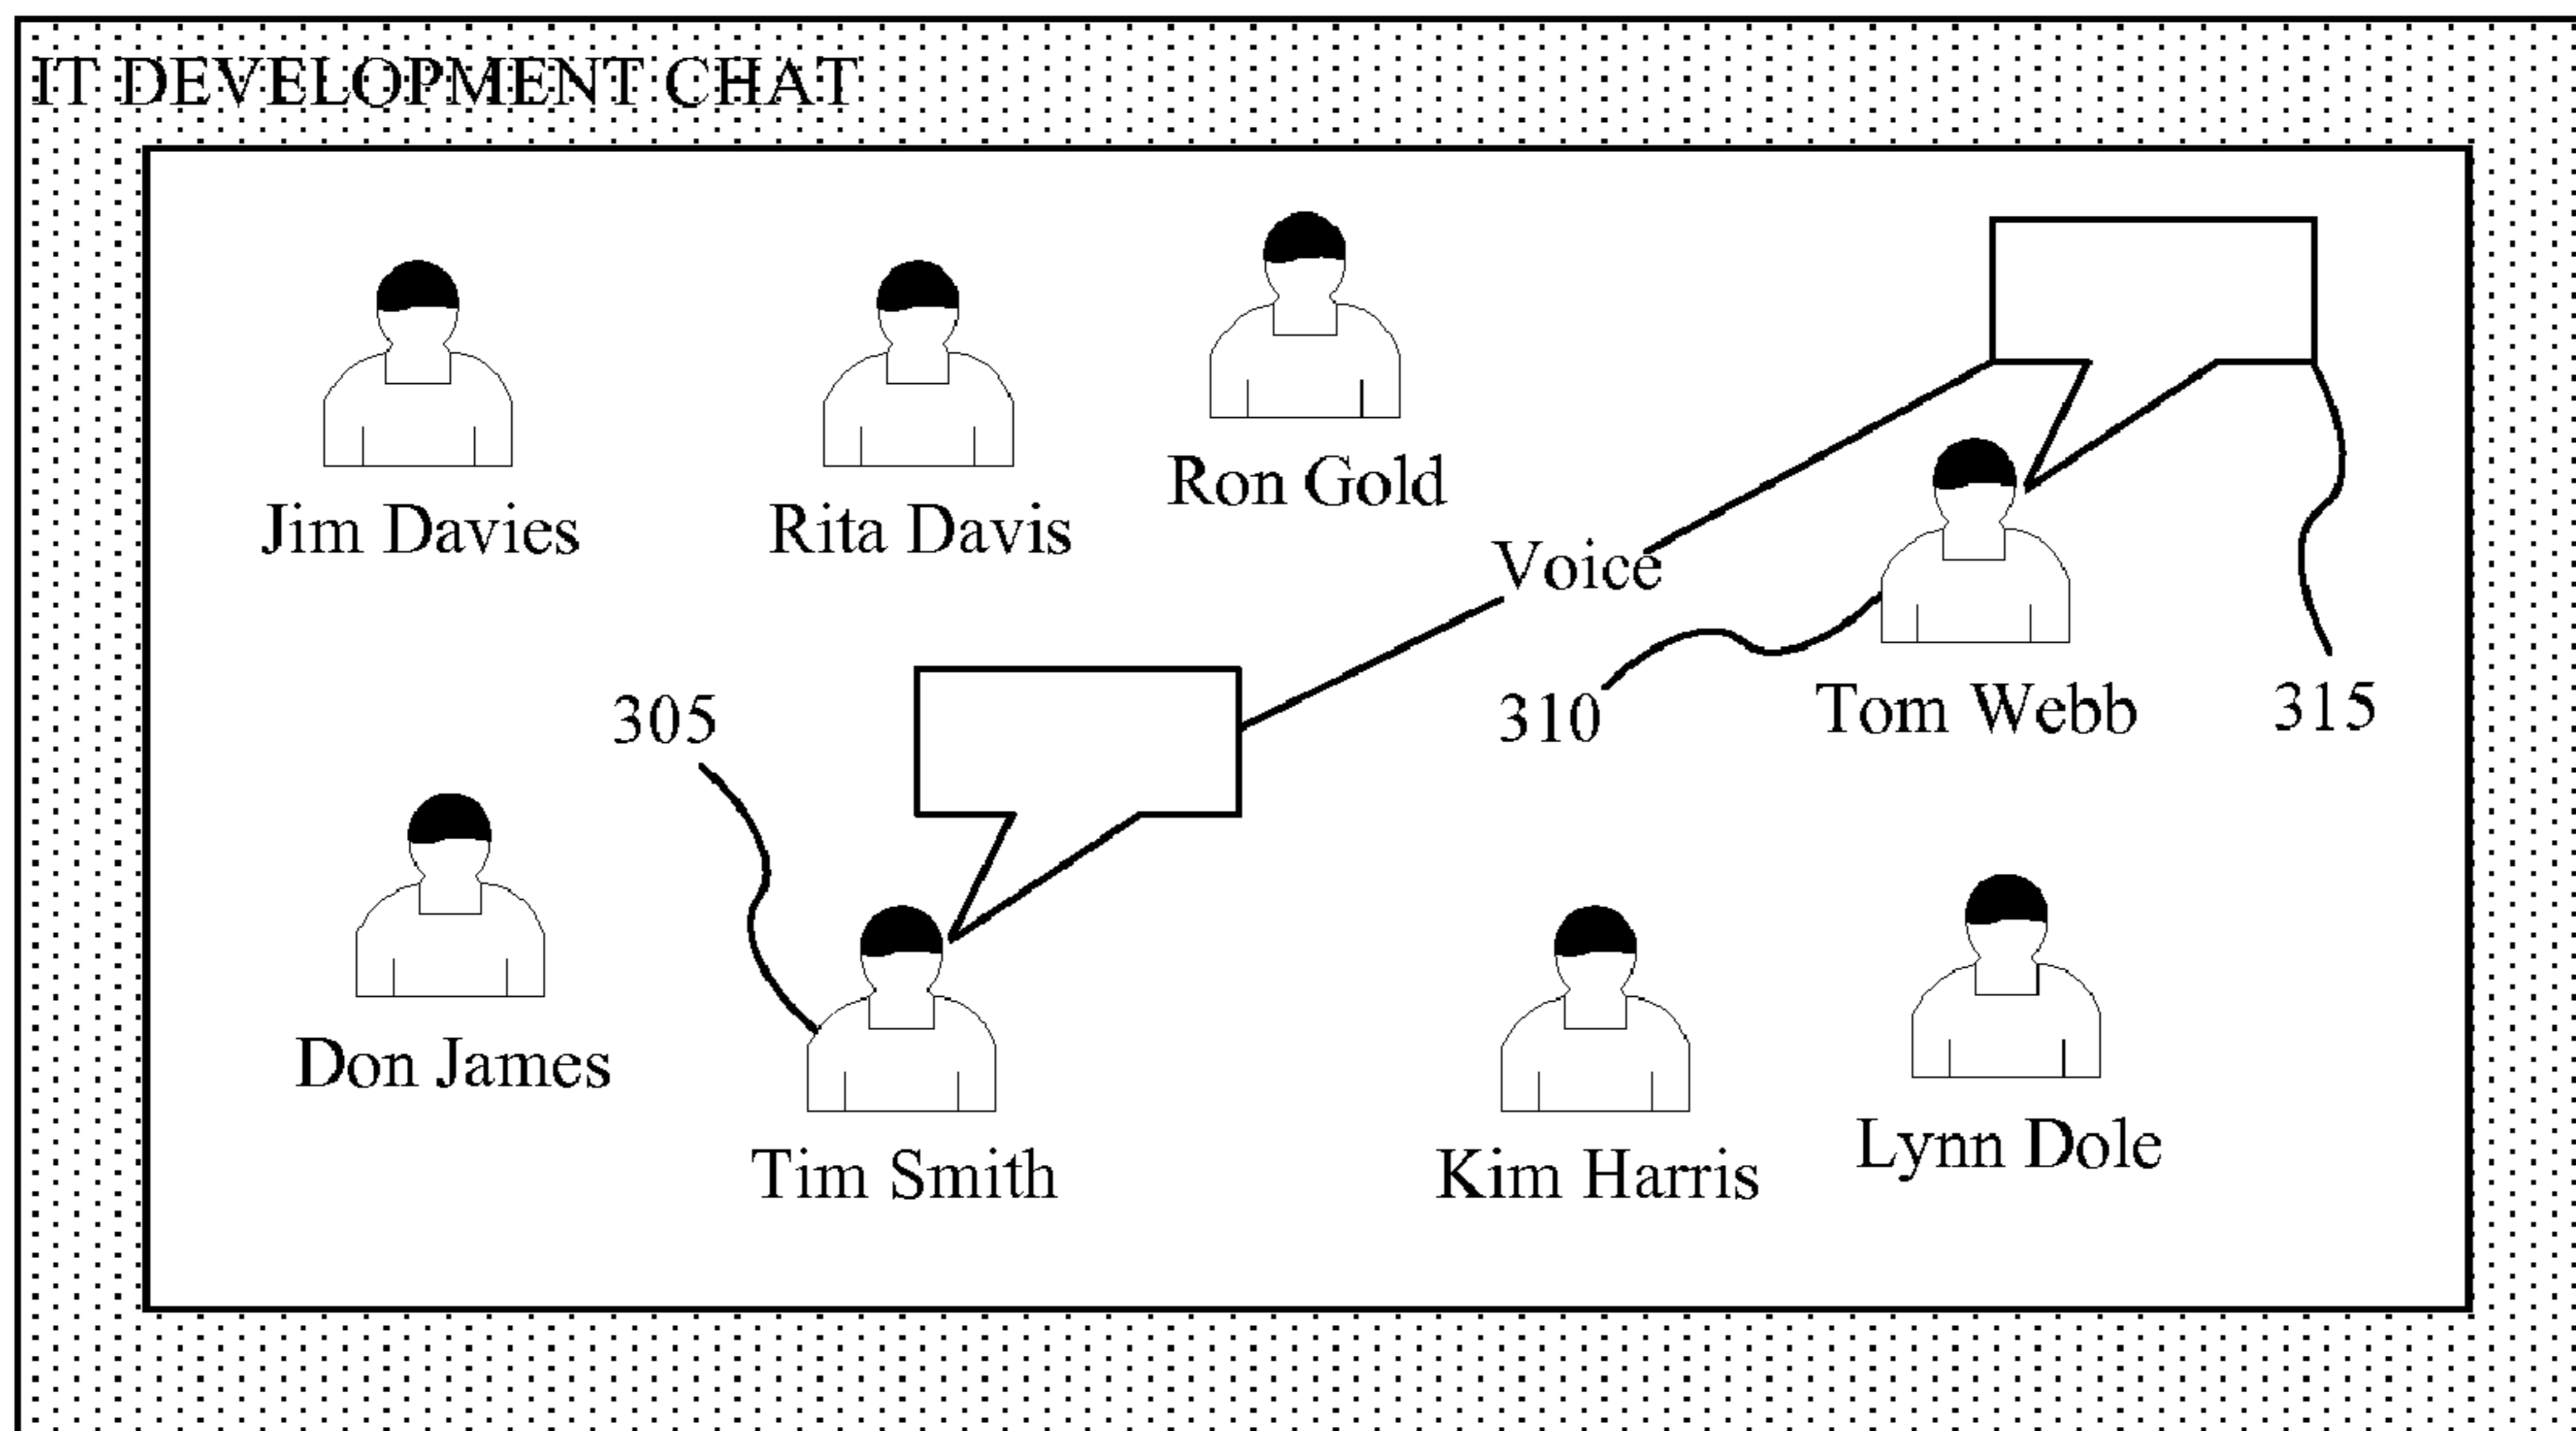 IT DEVELOPMENT CHAT
Jim Davies
Rita Davis
Ron Gold
Voice
305
310
Tom Webb
315
Don James
Tim Smith
Kim Harris
Lynn Dole